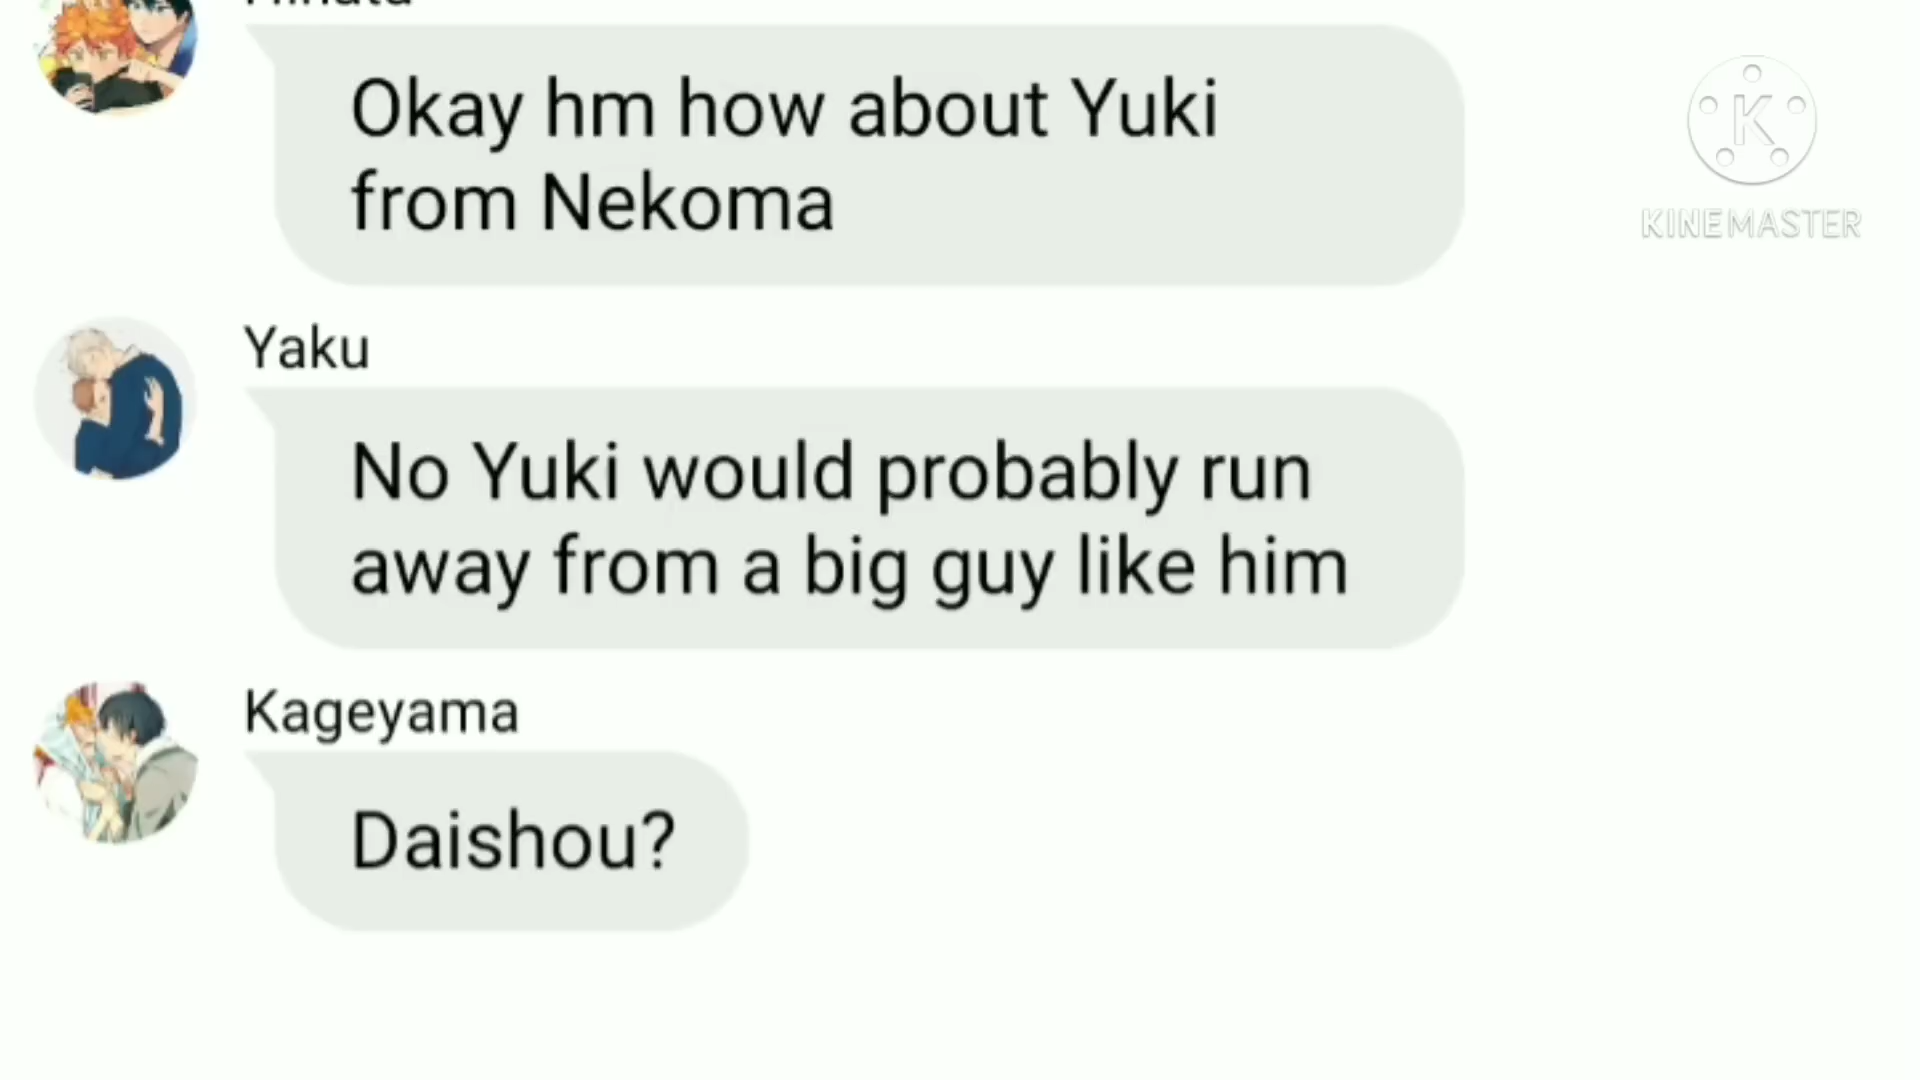 Okay hm how about Yuki
from Nekoma
K
KINEMASTER
Yaku
No Yuki would probably run
away from a big guy like him
Kageyama
Daishou?